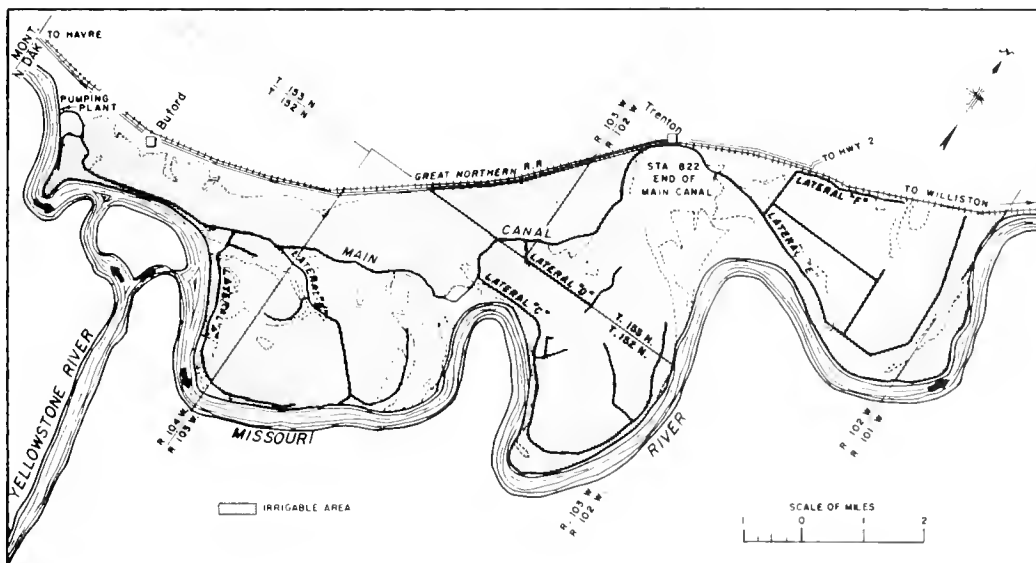 TO HAVRE
MONT.
N DAK
PUMPING
PLANT
Buford
T 153 N
T 152 N
R 103 W
R 102 W
Trenton
GREAT NORTHERN R.R.
STA 822
END OF
MAIN CANAL
TO HWY. 2
LATERAL "F"
TO WILLISTON
N
MAIN
CANAL
LATERAL "A"
LATERAL "B"
LATERAL "C"
LATERAL "D"
LATERAL "E"
T. 153 N.
T. 152 N.
YELLOWSTONE RIVER
R 104 W
R 103 W
MISSOURI
RIVER
R. 103 W
R 102 W
R 102 W
R 101 W
IRRIGABLE AREA
SCALE OF MILES
1 0 1 2